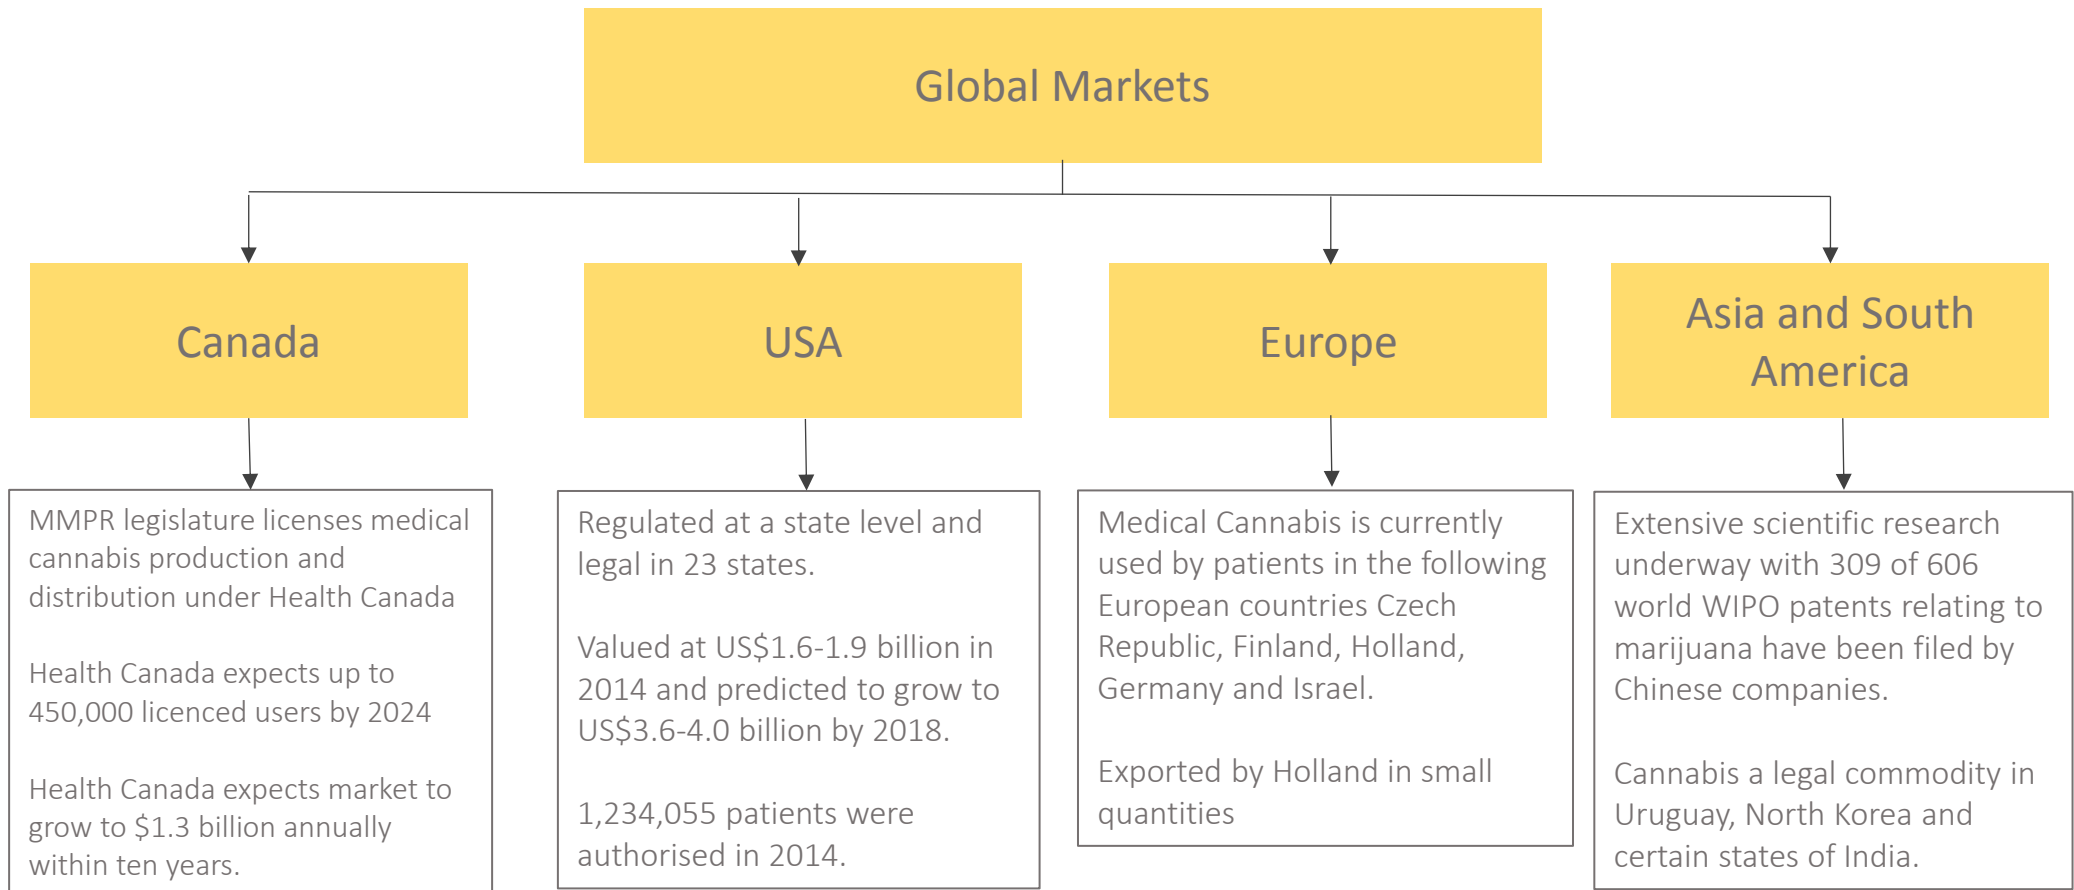 Global Markets
Canada
USA
Europe
Asia and South
America
MMPR legislature licenses medical
cannabis production and
distribution under Health Canada
Health Canada expects up to
450,000 licenced users by 2024
Health Canada expects market to
grow to $1.3 billion annually
within ten years.
Regulated at a state level and
legal in 23 states.
Valued at US$1.6-1.9 billion in
2014 and predicted to grow to
US$3.6-4.0 billion by 2018.
1,234,055 patients were
authorised in 2014.
Medical Cannabis is currently
used by patients in the following
European countries Czech
Republic, Finland, Holland,
Germany and Israel.
Exported by Holland in small
quantities
Extensive scientific research
underway with 309 of 606
world WIPO patents relating to
marijuana have been filed by
Chinese companies.
Cannabis a legal commodity in
Uruguay, North Korea and
certain states of India.